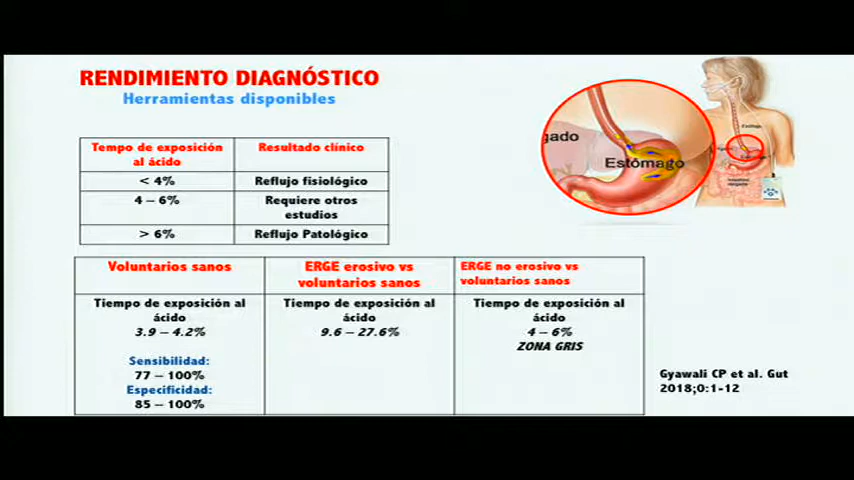 RENDIMIENTO DIAGNÓSTICO
Herramientas disponibles
Tempo de exposición
al ácido
Resultado clínico
< 4%
Reflujo fisiológico
4 – 6%
Requiere otros
estudios
> 6%
Reflujo Patológico
Voluntarios sanos
ERGE erosivo vs
voluntarios sanos
ERGE no erosivo vs
voluntarios sanos
Tiempo de exposición al
ácido
3.9 – 4.2%
Sensibilidad:
77 – 100%
Especificidad:
85 – 100%
Tiempo de exposición al
ácido
9.6 – 27.6%
Tiempo de exposición al
ácido
4 – 6%
ZONA GRIS
gado
Estómago
Gyawali CP et al. Gut
2018;0:1-12